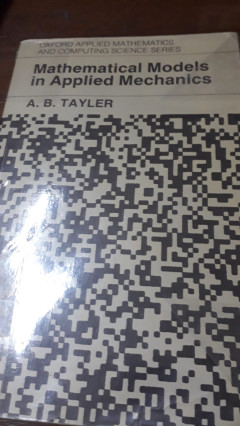 OXFORD APPLIED MATHEMATICS
AND COMPUTING SCIENCE SERIES
Mathematical Models
in Applied Mechanics
A. B. TAYLER